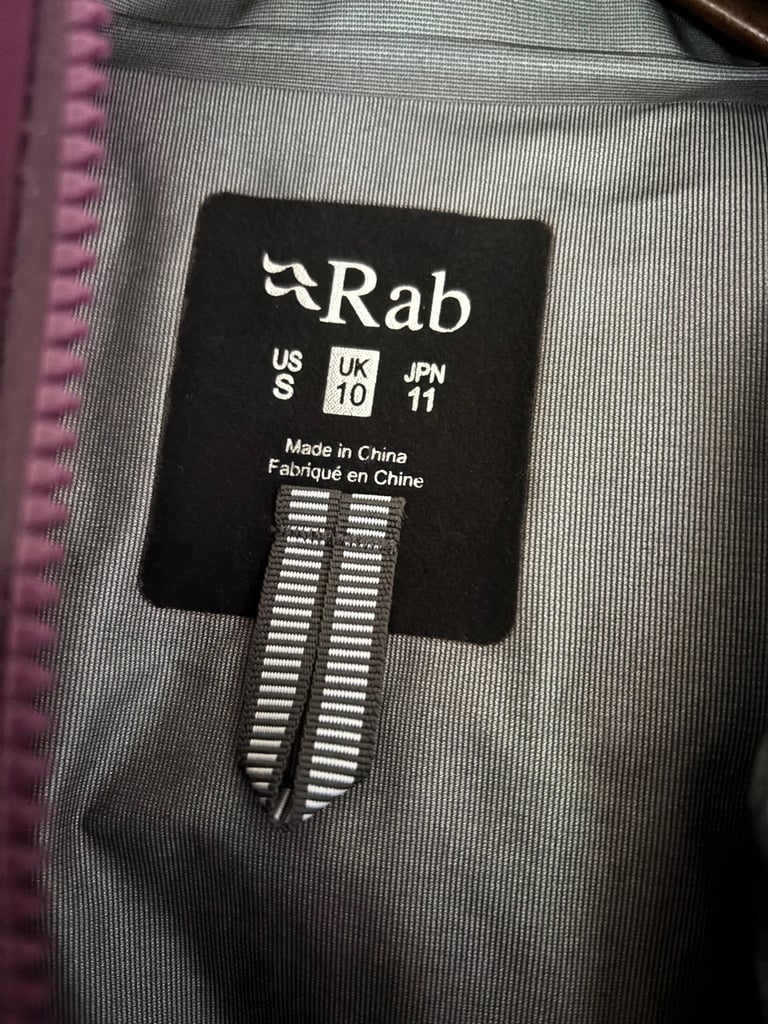 Rab
US UK JPN
S 10 11
Made in China
Fabriqué en Chine